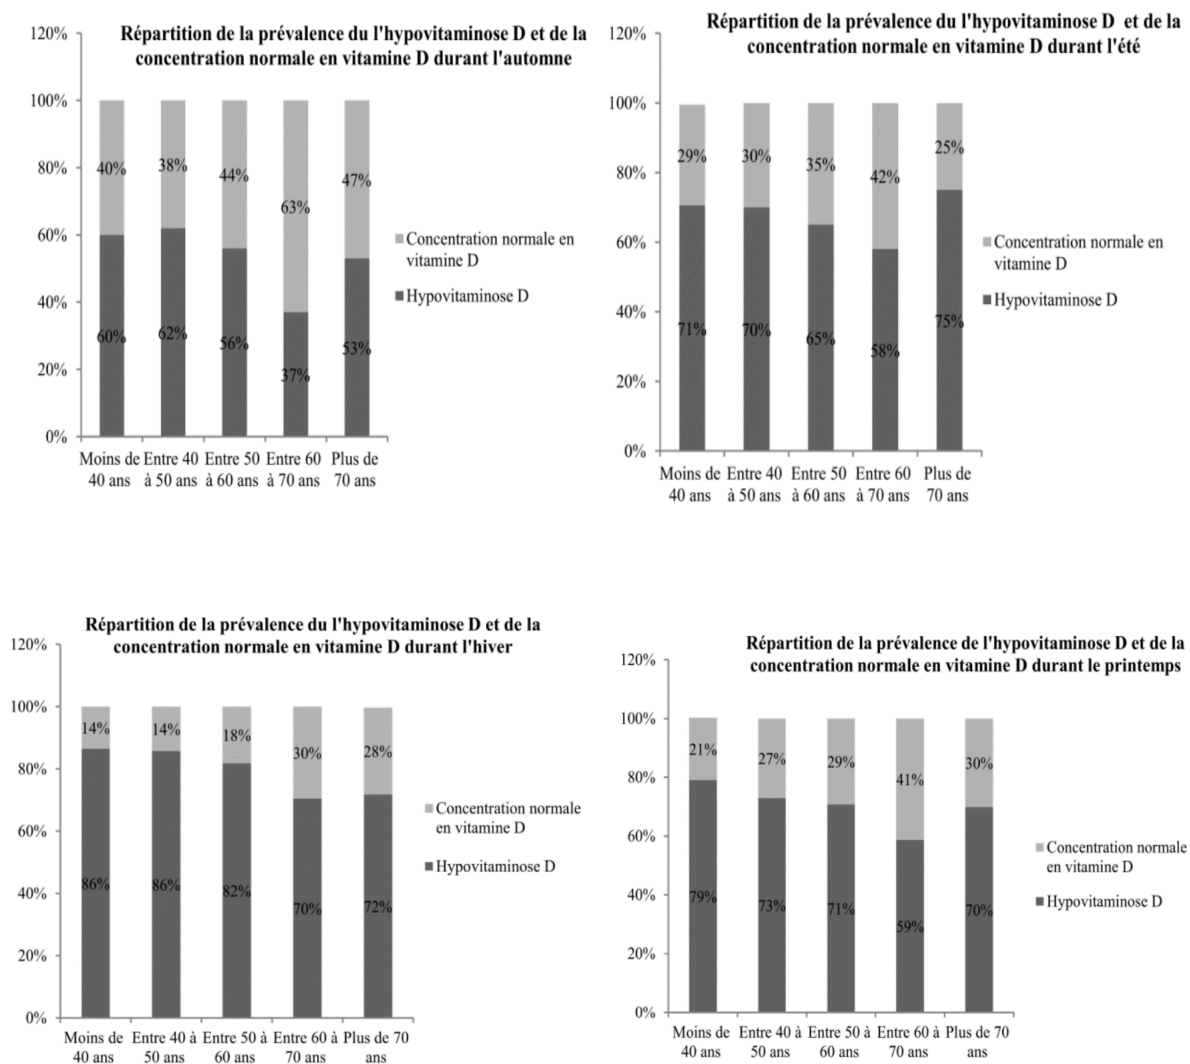 Répartition de la prévalence du l'hypovitaminose D et de la
concentration normale en vitamine D durant l'automne
120%
100%
80%
60%
40%
20%
0%
40%
38%
44%
63%
47%
60%
62%
56%
37%
53%
Concentration normale en
vitamine D
Hypovitaminose D
Moins de Entre 40 Entre 50 Entre 60 Plus de
40 ans à 50 ans à 60 ans à 70 ans 70 ans
Répartition de la prévalence du l'hypovitaminose D et de la
concentration normale en vitamine D durant l'été
120%
100%
80%
60%
40%
20%
0%
29%
30%
35%
42%
25%
71%
70%
65%
58%
75%
Concentration normale en
vitamine D
Hypovitaminose D
Moins de Entre 40 Entre 50 Entre 60 Plus de
40 ans à 50 ans à 60 ans à 70 ans 70 ans
Répartition de la prévalence du l'hypovitaminose D et de la
concentration normale en vitamine D durant l'hiver
120%
100%
80%
60%
40%
20%
0%
14%
14%
18%
30%
28%
86%
86%
82%
70%
72%
Concentration normale
en vitamine D
Hypovitaminose D
Moins de Entre 40 à Entre 50 à Entre 60 à Plus de 70
40 ans 50 ans 60 ans 70 ans ans
Répartition de la prévalence de l'hypovitaminose D et de la
concentration normale en vitamine D durant le printemps
120%
100%
80%
60%
40%
20%
0%
21%
27%
29%
41%
30%
79%
73%
71%
59%
70%
Concentration normale
en vitamine D
Hypovitaminose D
Moins de Entre 40 à Entre 50 à Entre 60 à Plus de 70
40 ans 50 ans 60 ans 70 ans ans